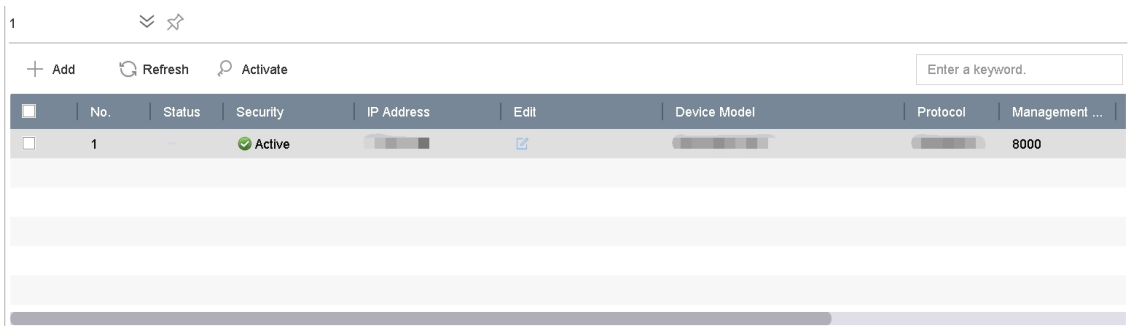 1
Add Refresh Activate Enter a keyword.
No. Status Security IP Address Edit Device Model Protocol Management ...
1 Active 8000